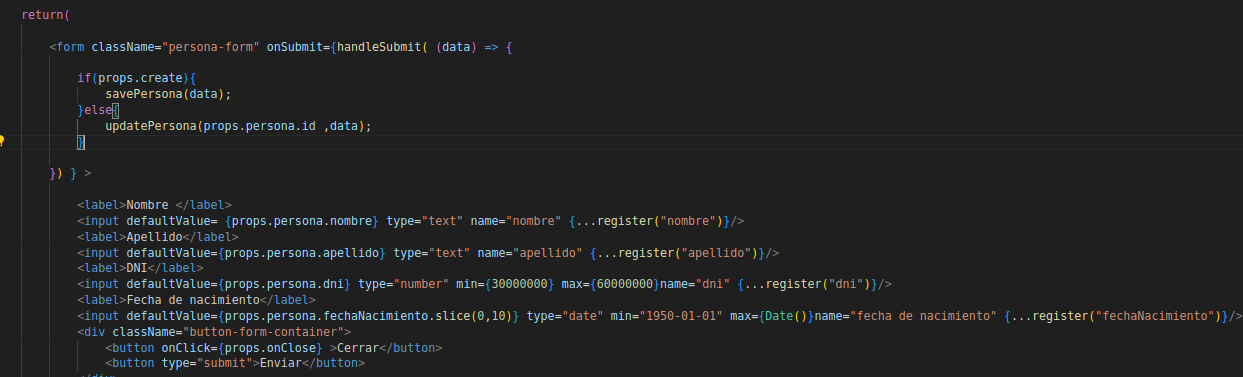 return(
<form className="persona-form" onSubmit={handleSubmit( (data) => {
if(props.create){
savePersona(data);
}else{
updatePersona(props.persona.id ,data);
}
}) } >
<label>Nombre </label>
<input defaultValue= {props.persona.nombre} type="text" name="nombre" {...register("nombre")}/>
<label>Apellido</label>
<input defaultValue={props.persona.apellido} type="text" name="apellido" {...register("apellido")}/>
<label>DNI</label>
<input defaultValue={props.persona.dni} type="number" min={30000000} max={60000000}name="dni" {...register("dni")}/>
<label>Fecha de nacimiento</label>
<input defaultValue={props.persona.fechaNacimiento.slice(0,10)} type="date" min="1950-01-01" max={Date()}name="fecha de nacimiento" {...register("fechaNacimiento")}/>
<div className="button-form-container">
<button onClick={props.onClose} >Cerrar</button>
<button type="submit">Enviar</button>